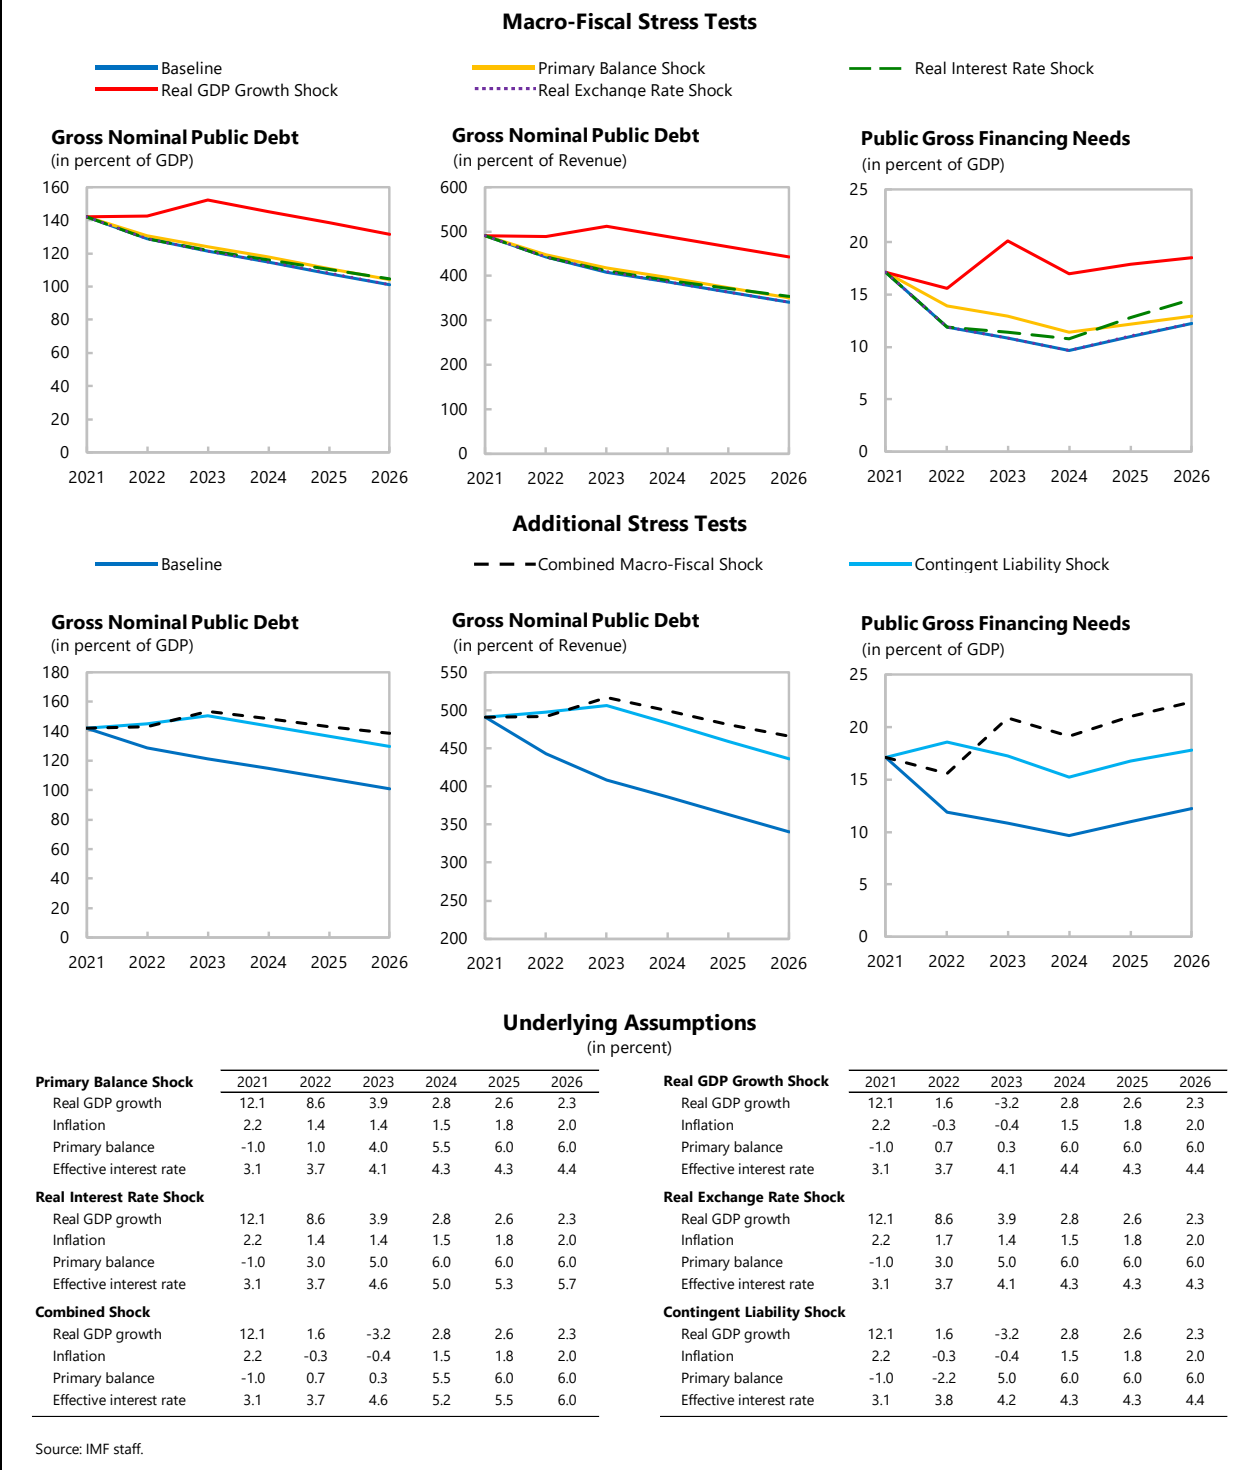 Macro-Fiscal Stress Tests
Baseline
Primary Balance Shock
Real Interest Rate Shock
Real GDP Growth Shock
Real Exchange Rate Shock
Gross Nominal Public Debt
(in percent of GDP)
160
140
120
100
80
60
40
20
0
2021 2022 2023 2024 2025 2026
Gross Nominal Public Debt
(in percent of Revenue)
600
500
400
300
200
100
0
2021 2022 2023 2024 2025 2026
Public Gross Financing Needs
(in percent of GDP)
25
20
15
10
5
0
2021 2022 2023 2024 2025 2026
Additional Stress Tests
Baseline
Combined Macro-Fiscal Shock
Contingent Liability Shock
Gross Nominal Public Debt
(in percent of GDP)
180
160
140
120
100
80
60
40
20
0
2021 2022 2023 2024 2025 2026
Gross Nominal Public Debt
(in percent of Revenue)
550
500
450
400
350
300
250
200
2021 2022 2023 2024 2025 2026
Public Gross Financing Needs
(in percent of GDP)
25
20
15
10
5
0
2021 2022 2023 2024 2025 2026
Underlying Assumptions
(in percent)
Primary Balance Shock 2021 2022 2023 2024 2025 2026
Real GDP growth 12.1 8.6 3.9 2.8 2.6 2.3
Inflation 2.2 1.4 1.4 1.5 1.8 2.0
Primary balance -1.0 1.0 4.0 5.5 6.0 6.0
Effective interest rate 3.1 3.7 4.1 4.3 4.3 4.4
Real Interest Rate Shock
Real GDP growth 12.1 8.6 3.9 2.8 2.6 2.3
Inflation 2.2 1.4 1.4 1.5 1.8 2.0
Primary balance -1.0 3.0 5.0 6.0 6.0 6.0
Effective interest rate 3.1 3.7 4.6 5.0 5.3 5.7
Combined Shock
Real GDP growth 12.1 1.6 -3.2 2.8 2.6 2.3
Inflation 2.2 -0.3 -0.4 1.5 1.8 2.0
Primary balance -1.0 0.7 0.3 5.5 6.0 6.0
Effective interest rate 3.1 3.7 4.6 5.2 5.5 6.0
Real GDP Growth Shock 2021 2022 2023 2024 2025 2026
Real GDP growth 12.1 1.6 -3.2 2.8 2.6 2.3
Inflation 2.2 -0.3 -0.4 1.5 1.8 2.0
Primary balance -1.0 0.7 0.3 6.0 6.0 6.0
Effective interest rate 3.1 3.7 4.1 4.4 4.3 4.4
Real Exchange Rate Shock
Real GDP growth 12.1 8.6 3.9 2.8 2.6 2.3
Inflation 2.2 1.7 1.4 1.5 1.8 2.0
Primary balance -1.0 3.0 5.0 6.0 6.0 6.0
Effective interest rate 3.1 3.7 4.1 4.3 4.3 4.3
Contingent Liability Shock
Real GDP growth 12.1 1.6 -3.2 2.8 2.6 2.3
Inflation 2.2 -0.3 -0.4 1.5 1.8 2.0
Primary balance -1.0 -2.2 5.0 6.0 6.0 6.0
Effective interest rate 3.1 3.8 4.2 4.3 4.3 4.4
Source: IMF staff.